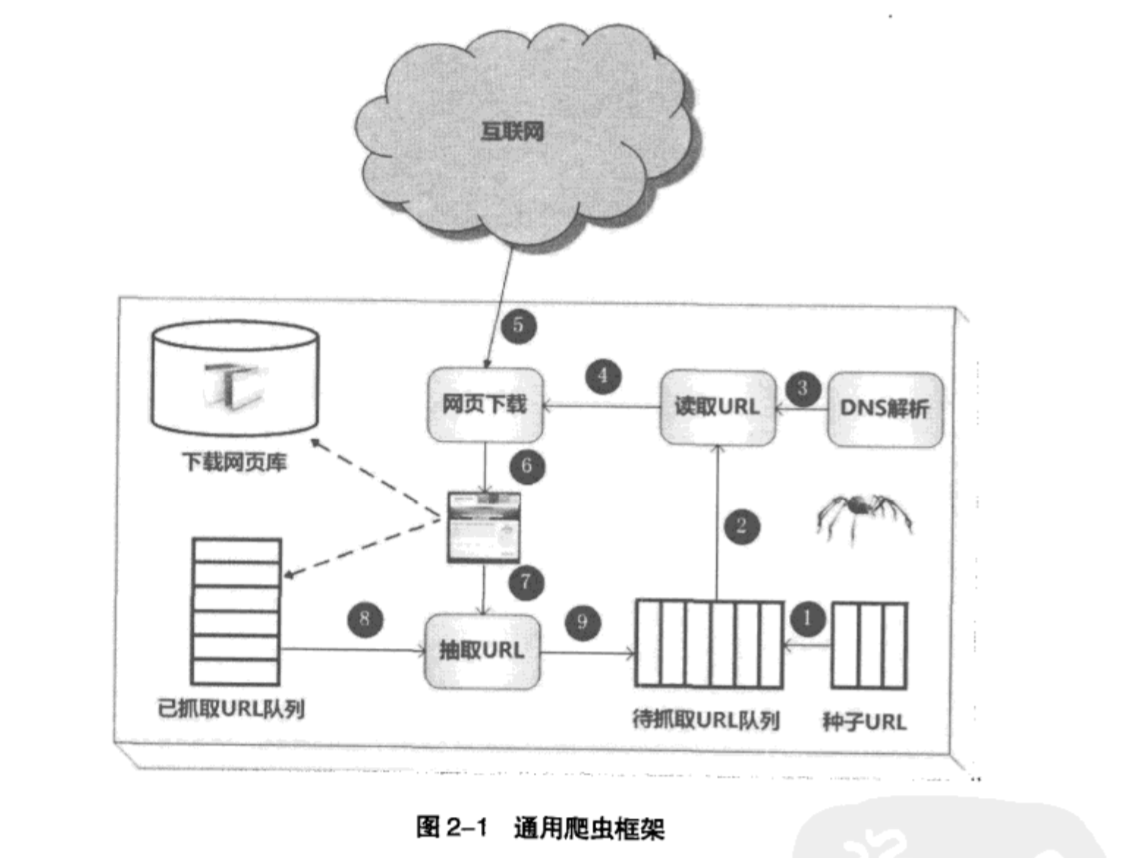 互联网
5
4
3
网页下载
读取URL
DNS解析
下载网页库
6
2
7
8
9
1
抽取URL
已抓取URL队列
待抓取URL队列
种子URL
图 2-1 通用爬虫框架